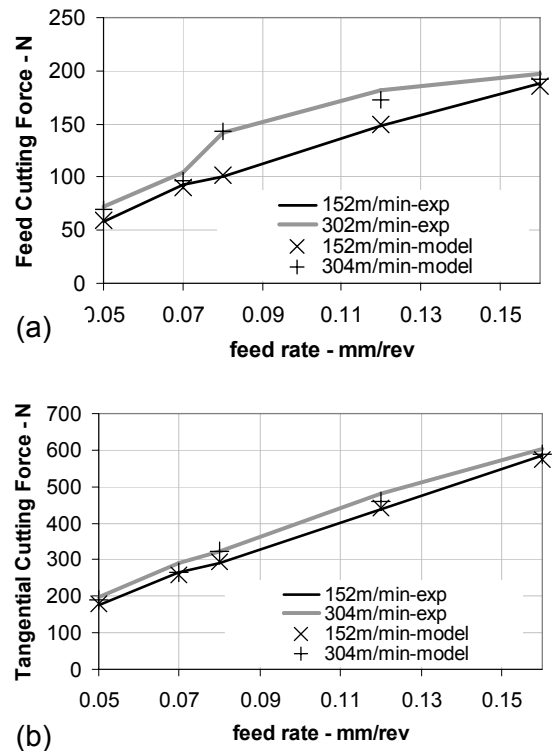 250
200
150
100
50
0
Feed Cutting Force - N
152m/min-exp
302m/min-exp
152m/min-model
304m/min-model
0.05 0.07 0.09 0.11 0.13 0.15
(a)
feed rate - mm/rev
700
600
500
400
300
200
100
0
Tangential Cutting Force - N
152m/min-exp
304m/min-exp
152m/min-model
304m/min-model
0.05 0.07 0.09 0.11 0.13 0.15
(b)
feed rate - mm/rev